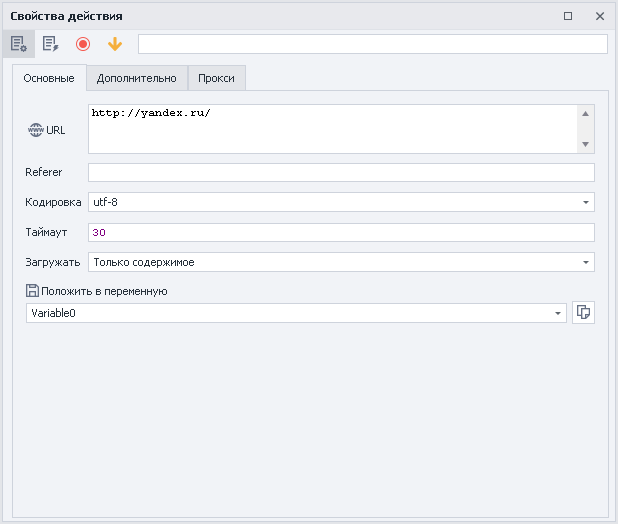 Свойства действия
Основные Дополнительно Прокси
www URL http://yandex.ru/
Referer
Кодировка utf-8
Таймаут 30
Загружать Только содержимое
Положить в переменную
Variable0